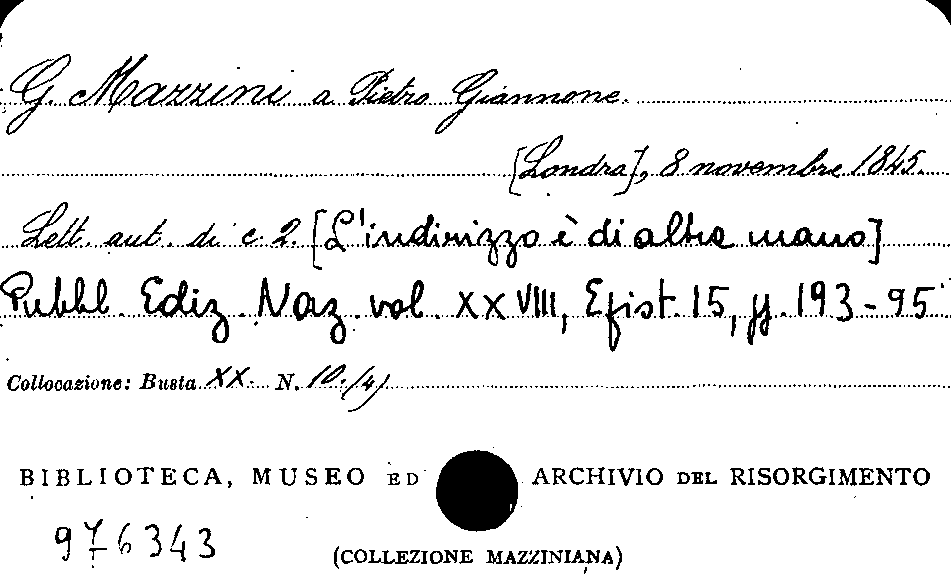 G. Mazzini a Pietro Giannone.
[Londra], 8 novembre 1845.
Lett. aut. di c. 2. [L'indirizzo è di altra mano]
Pubbl. Ediz. Naz. vol. XXVIII, Epist. 15, pp. 193-95
Collocazione: Busta XX. N. 10./4)
BIBLIOTECA, MUSEO ED ARCHIVIO DEL RISORGIMENTO
976343
(COLLEZIONE MAZZINIANA)